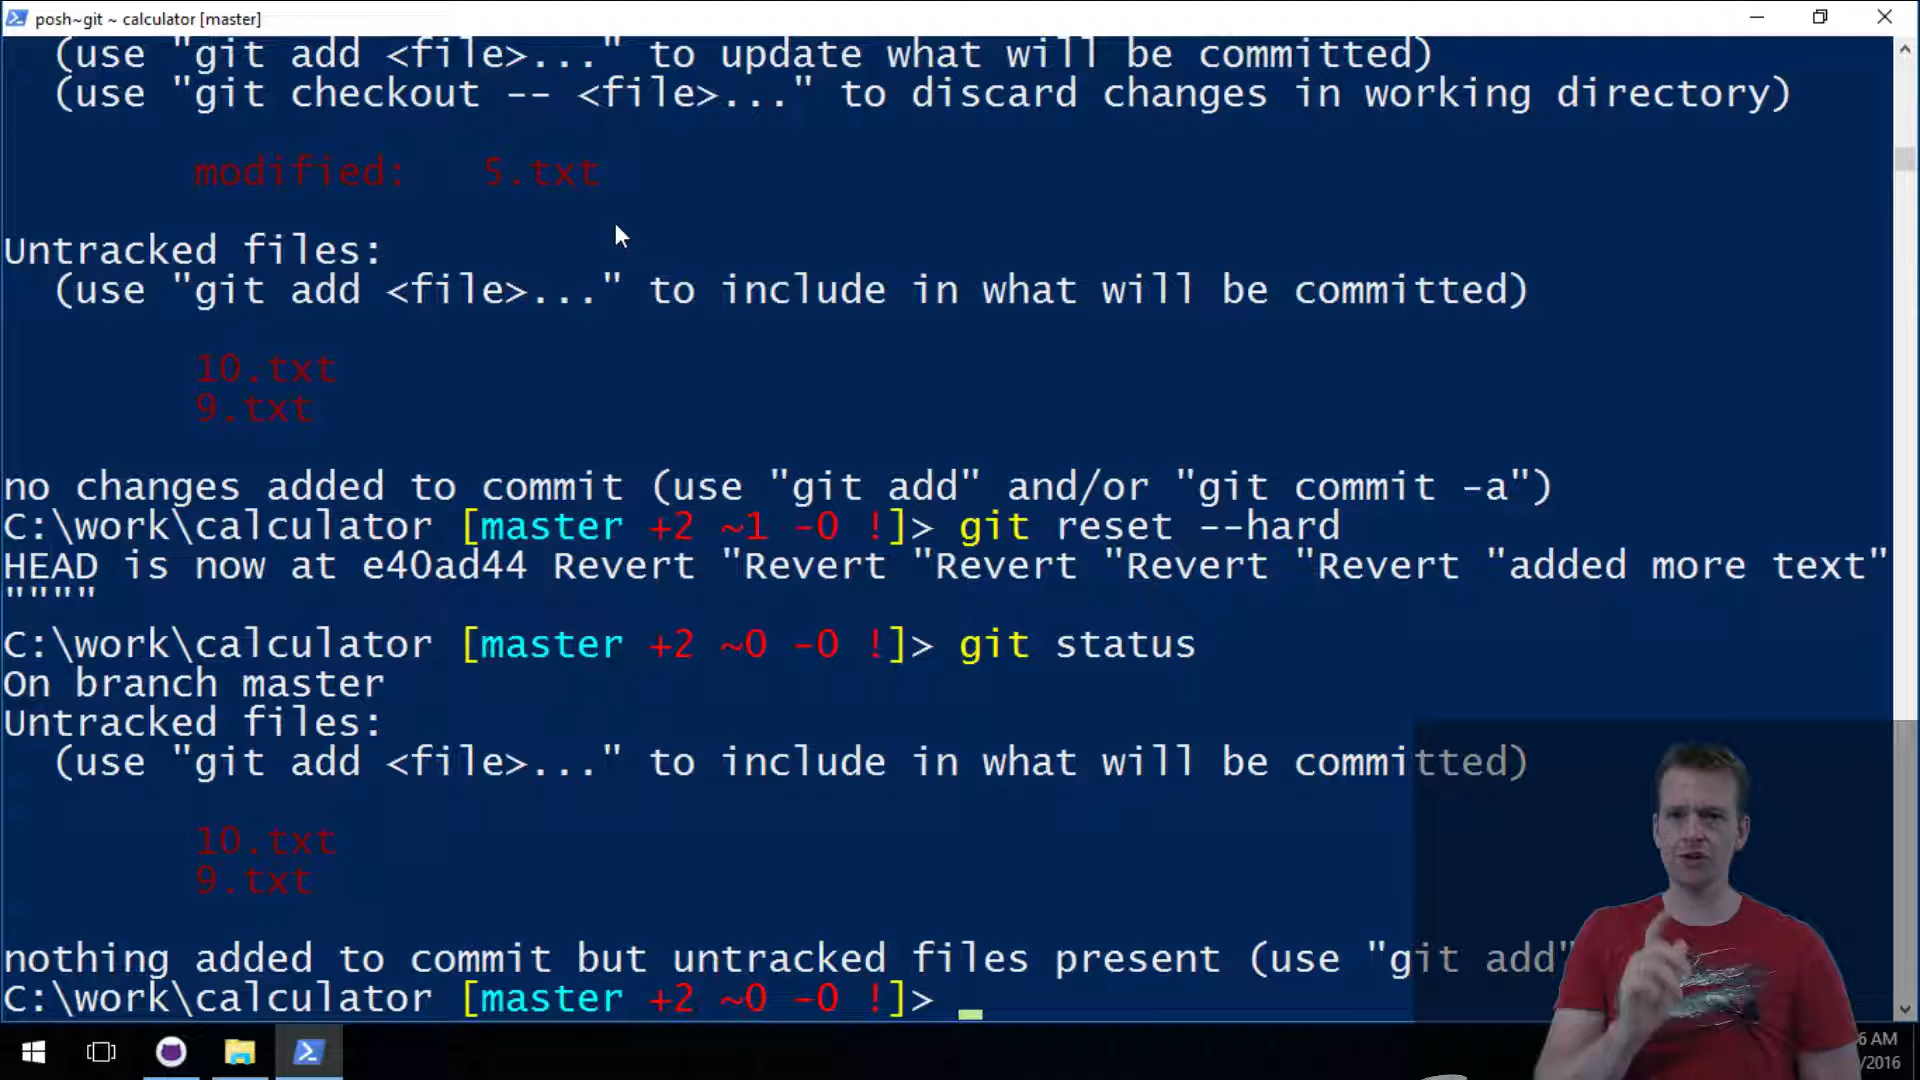 posh~git ~ calculator [master]
(use "git add <file>..." to update what will be committed)
(use "git checkout -- <file>..." to discard changes in working directory)
modified:   5.txt
Untracked files:
(use "git add <file>..." to include in what will be committed)
10.txt
9.txt
no changes added to commit (use "git add" and/or "git commit -a")
C:\work\calculator [master +2 ~1 -0 !]> git reset --hard
HEAD is now at e40ad44 Revert "Revert "Revert "Revert "Revert "added more text"
""""
C:\work\calculator [master +2 ~0 -0 !]> git status
On branch master
Untracked files:
(use "git add <file>..." to include in what will be committed)
10.txt
9.txt
nothing added to commit but untracked files present (use "git add"
C:\work\calculator [master +2 ~0 -0 !]>
6 AM
/2016